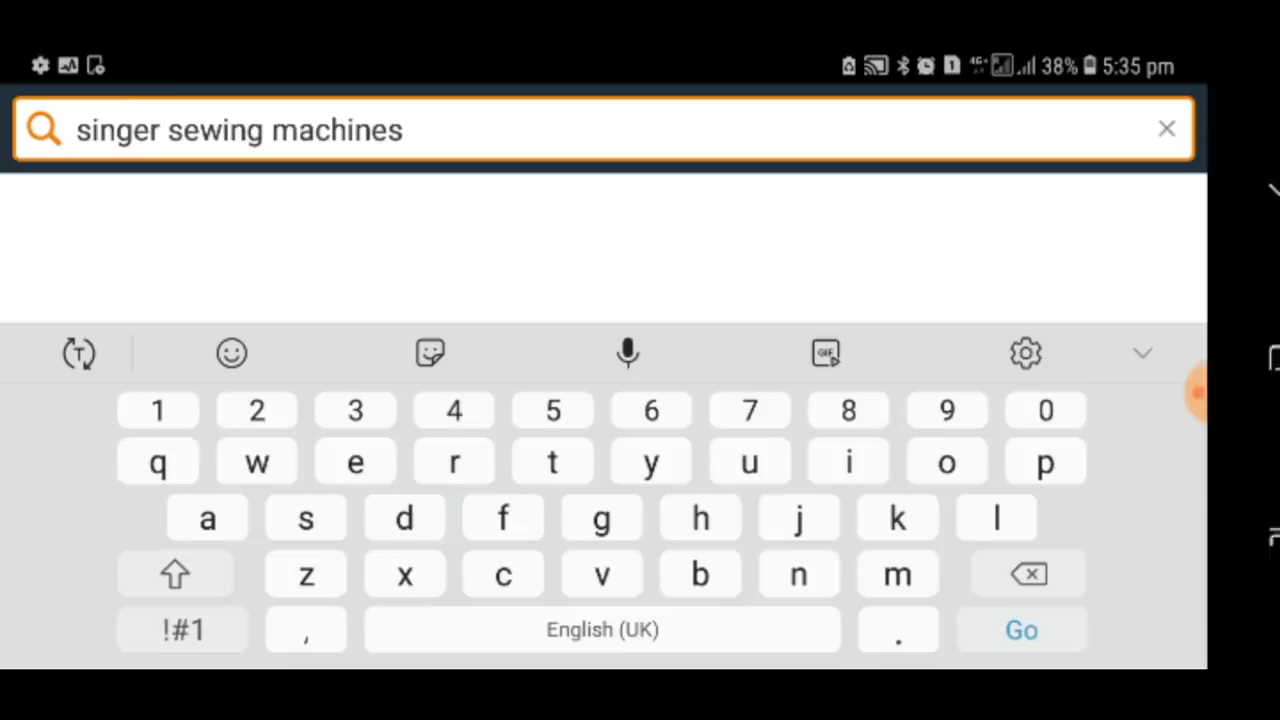 38% 5:35 pm
singer sewing machines
GIF
1 2 3 4 5 6 7 8 9 0
q w e r t y u i o p
a s d f g h j k l
z x c v b n m
!#1 , English (UK) . Go